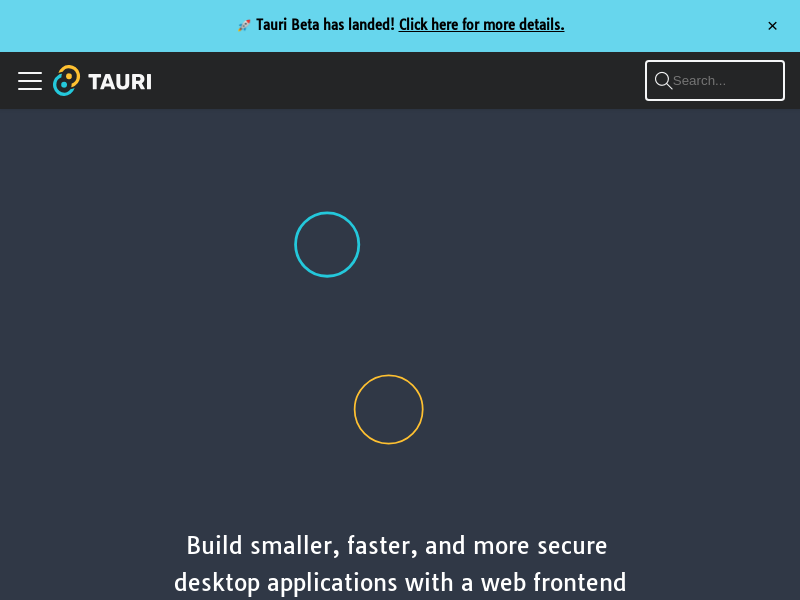 🚀 Tauri Beta has landed! Click here for more details. ×
TAURI
Search...
Build smaller, faster, and more secure
desktop applications with a web frontend